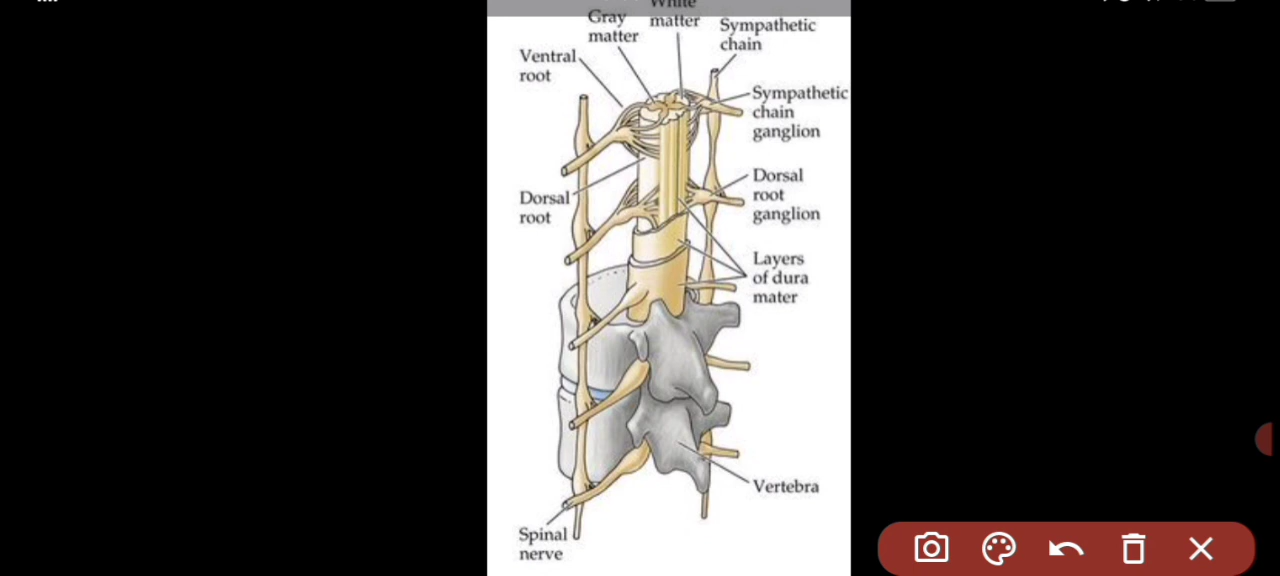 White
Gray
matter
matter
Sympathetic
chain
Ventral
root
Sympathetic
chain
ganglion
Dorsal
root
ganglion
Dorsal
root
Layers
of dura
mater
Vertebra
Spinal
nerve